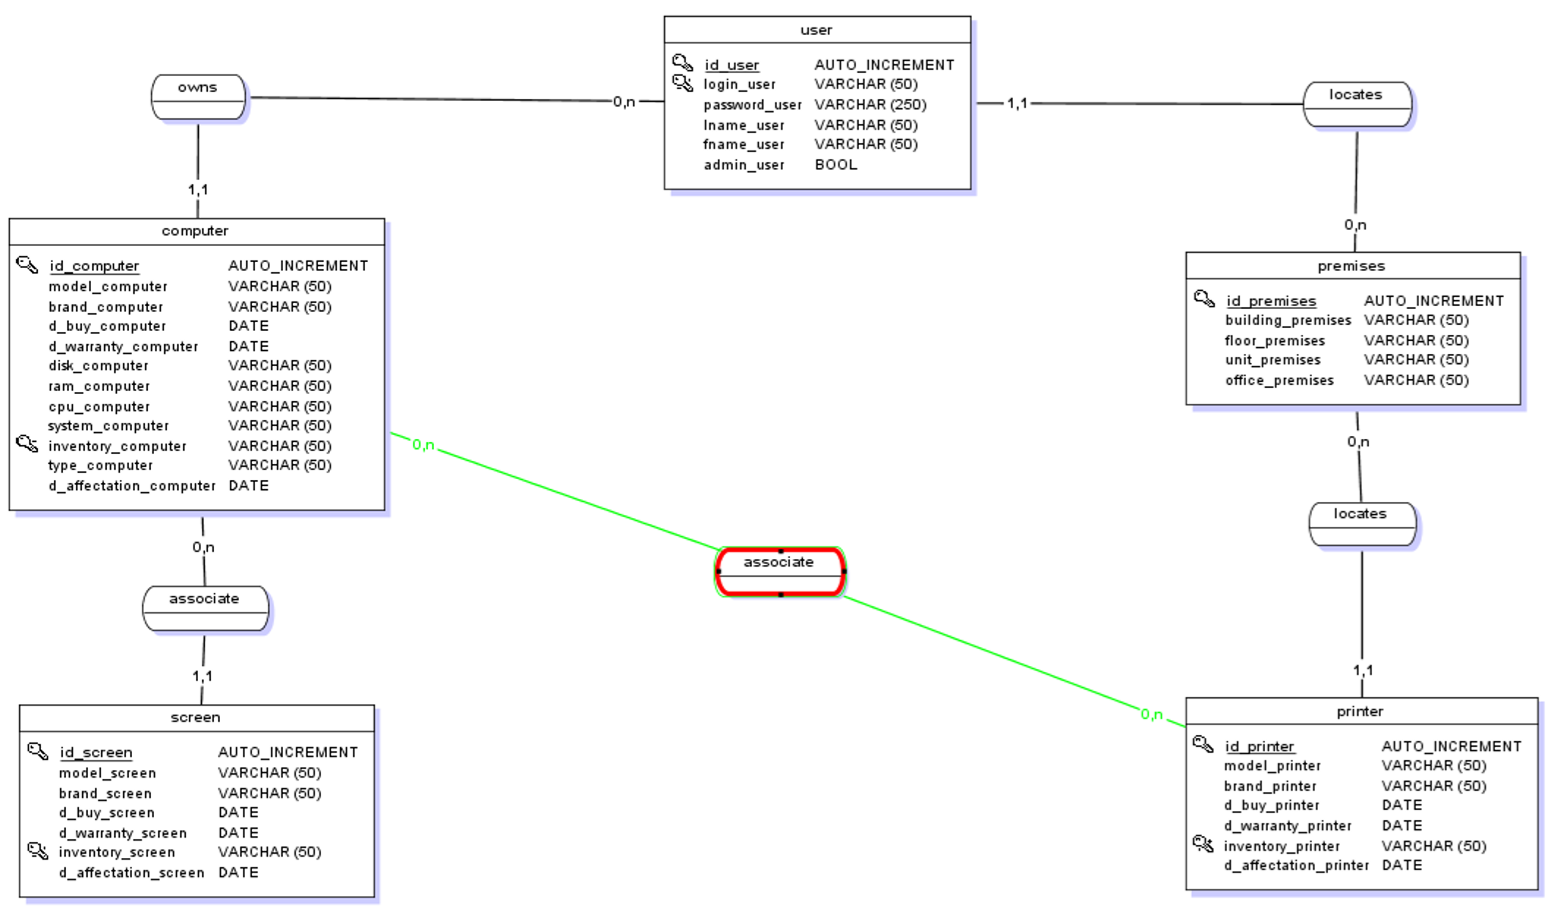 user
id_user AUTO_INCREMENT
login_user VARCHAR (50)
password_user VARCHAR (250)
lname_user VARCHAR (50)
fname_user VARCHAR (50)
admin_user BOOL
owns
0,n
1,1
locates
1,1
0,n
computer
id_computer AUTO_INCREMENT
model_computer VARCHAR (50)
brand_computer VARCHAR (50)
d_buy_computer DATE
d_warranty_computer DATE
disk_computer VARCHAR (50)
ram_computer VARCHAR (50)
cpu_computer VARCHAR (50)
system_computer VARCHAR (50)
inventory_computer VARCHAR (50)
type_computer VARCHAR (50)
d_affectation_computer DATE
premises
id_premises AUTO_INCREMENT
building_premises VARCHAR (50)
floor_premises VARCHAR (50)
unit_premises VARCHAR (50)
office_premises VARCHAR (50)
0,n
0,n
locates
0,n
associate
associate
1,1
1,1
0,n
screen
id_screen AUTO_INCREMENT
model_screen VARCHAR (50)
brand_screen VARCHAR (50)
d_buy_screen DATE
d_warranty_screen DATE
inventory_screen VARCHAR (50)
d_affectation_screen DATE
printer
id_printer AUTO_INCREMENT
model_printer VARCHAR (50)
brand_printer VARCHAR (50)
d_buy_printer DATE
d_warranty_printer DATE
inventory_printer VARCHAR (50)
d_affectation_printer DATE